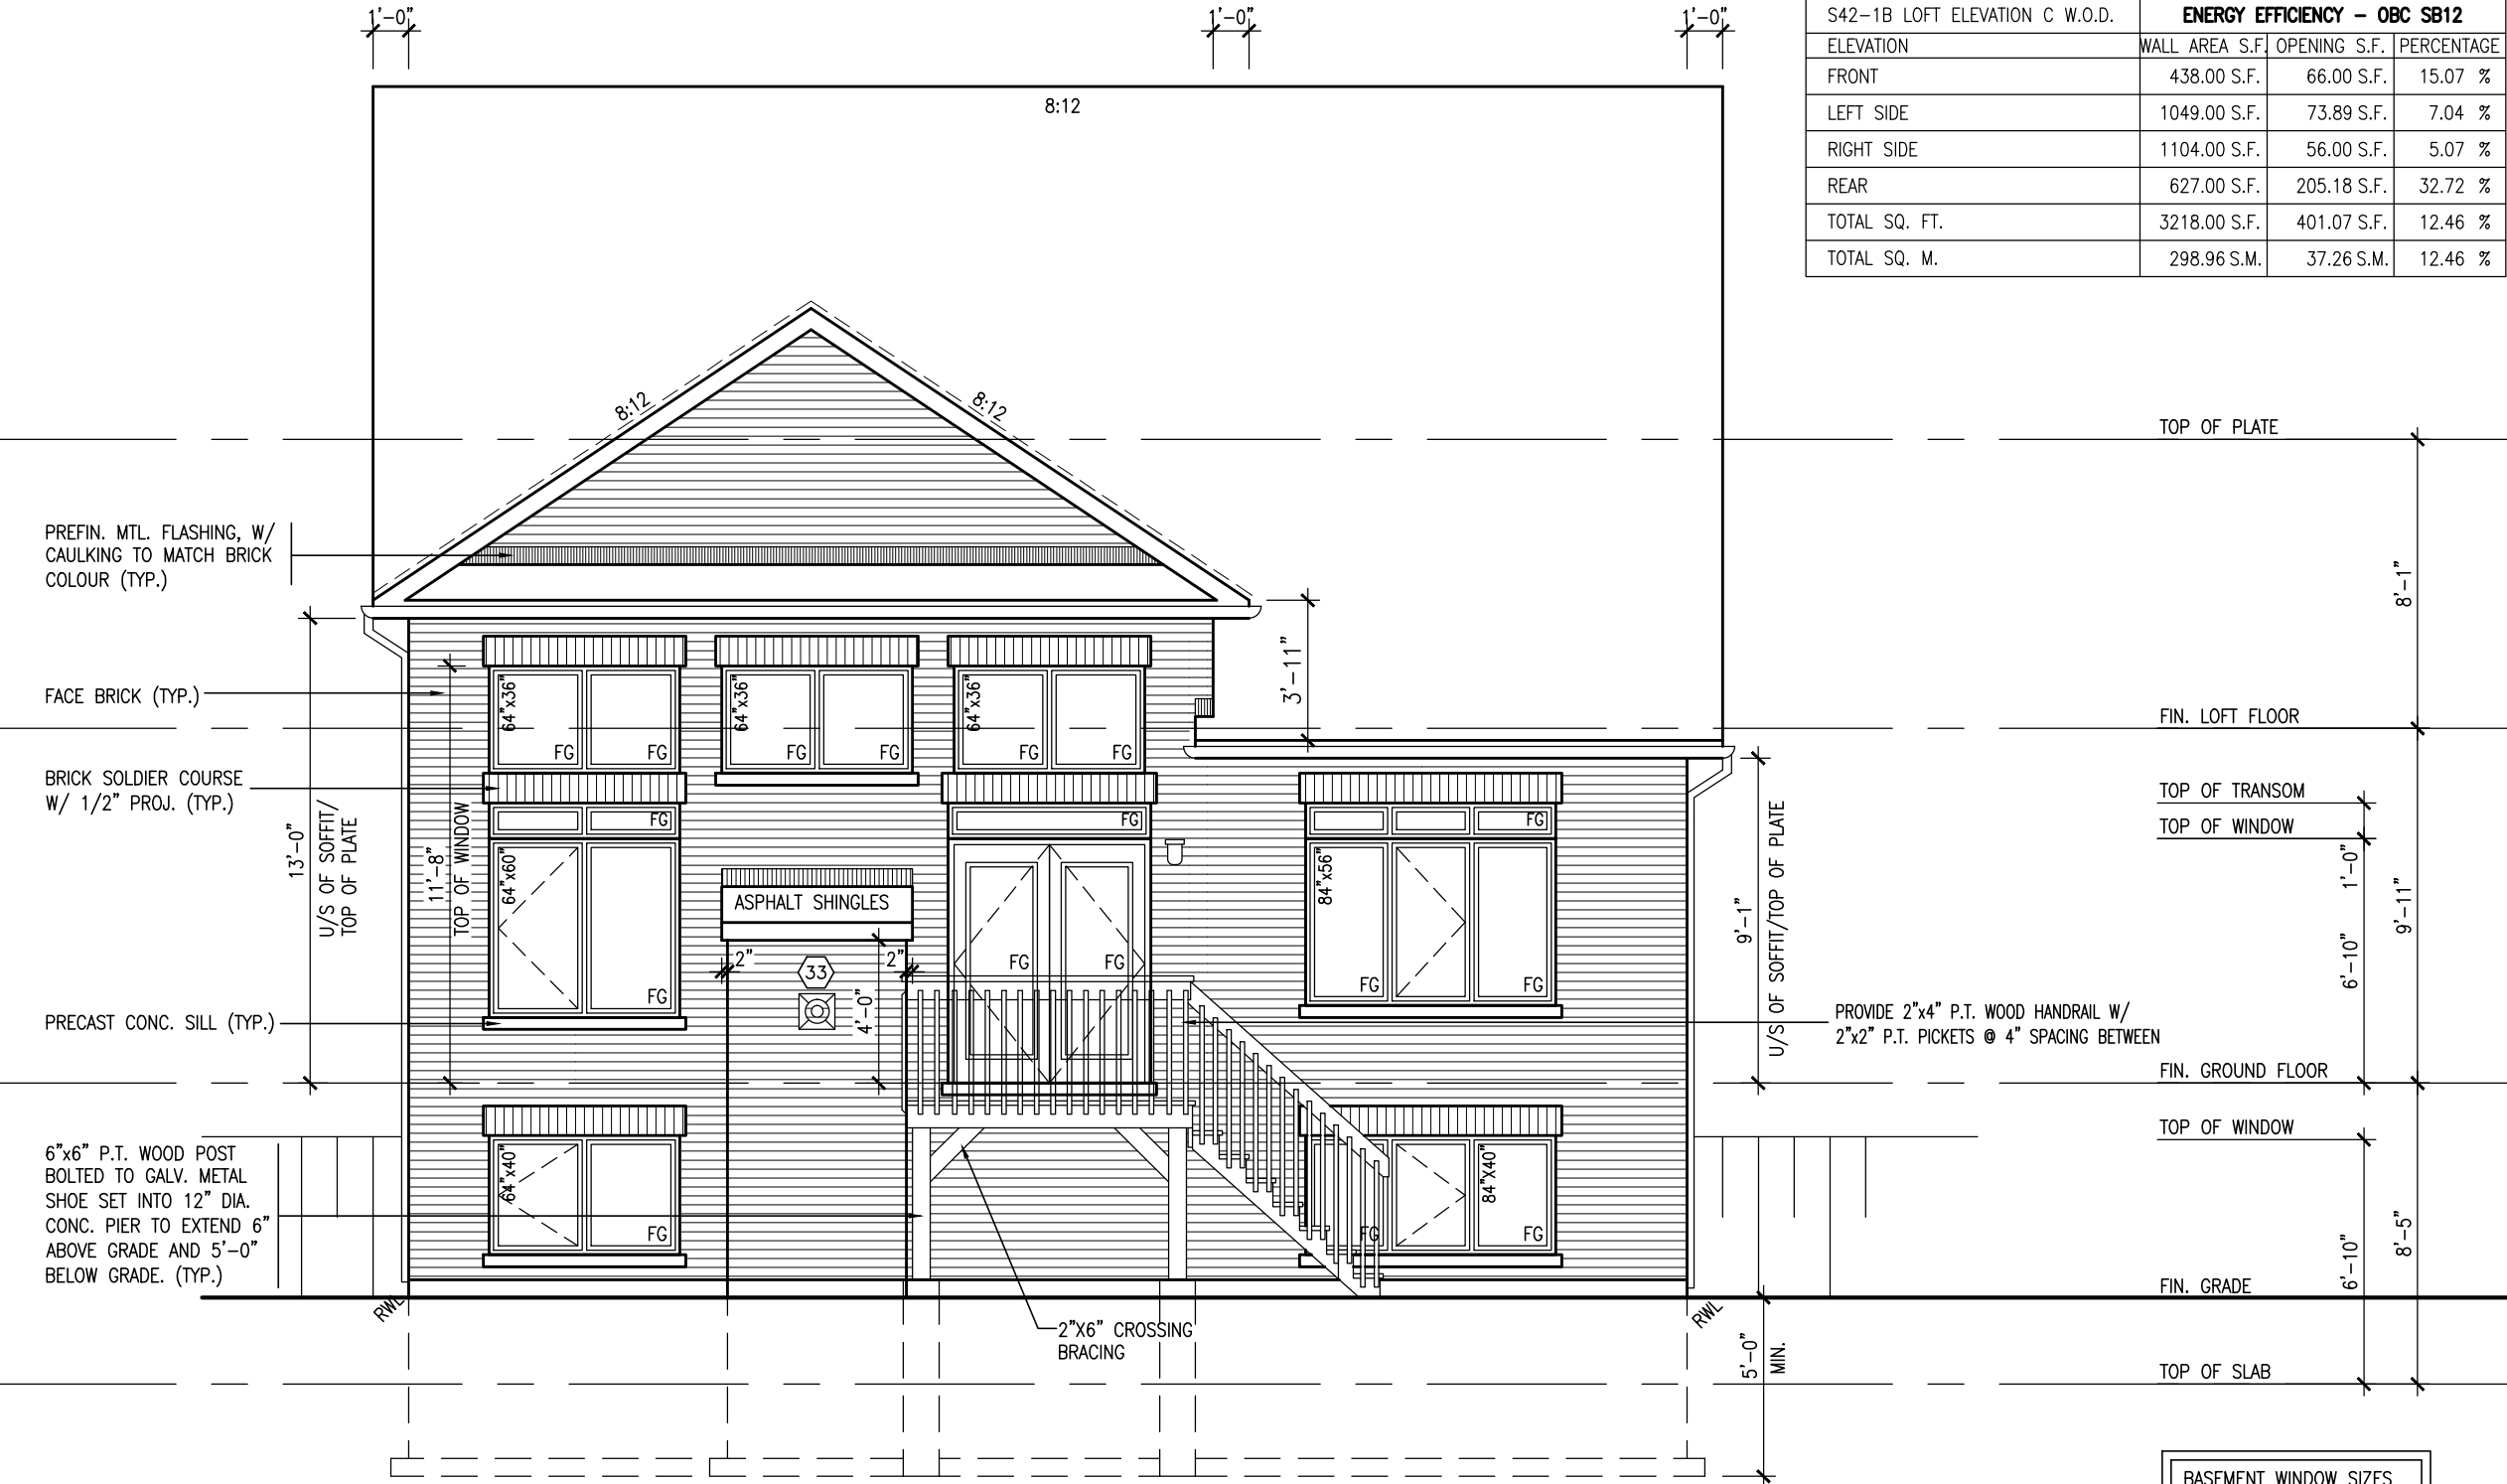 1'-0"
1'-0"
1'-0"
S42-1B LOFT ELEVATION C W.O.D.
ENERGY EFFICIENCY - OBC SB12
ELEVATION WALL AREA S.F. OPENING S.F. PERCENTAGE
FRONT 438.00 S.F. 66.00 S.F. 15.07 %
LEFT SIDE 1049.00 S.F. 73.89 S.F. 7.04 %
RIGHT SIDE 1104.00 S.F. 56.00 S.F. 5.07 %
REAR 627.00 S.F. 205.18 S.F. 32.72 %
TOTAL SQ. FT. 3218.00 S.F. 401.07 S.F. 12.46 %
TOTAL SQ. M. 298.96 S.M. 37.26 S.M. 12.46 %
8:12
8:12
8:12
TOP OF PLATE
PREFIN. MTL. FLASHING, W/
CAULKING TO MATCH BRICK
COLOUR (TYP.)
8'-1"
3'-11"
FACE BRICK (TYP.)
64"x36"
FG
FG
64"x36"
FG
FG
64"x36"
FG
FG
FIN. LOFT FLOOR
BRICK SOLDIER COURSE
W/ 1/2" PROJ. (TYP.)
TOP OF TRANSOM
TOP OF WINDOW
13'-0"
U/S OF SOFFIT/
TOP OF PLATE
11'-8"
TOP OF WINDOW
FG
64"x60"
FG
ASPHALT SHINGLES
2"
2"
33
4'-0"
FG
FG
FG
FG
84"x56"
FG
FG
9'-1"
U/S OF SOFFIT/TOP OF PLATE
1'-0"
6'-10"
9'-11"
PRECAST CONC. SILL (TYP.)
PROVIDE 2"x4" P.T. WOOD HANDRAIL W/
2"x2" P.T. PICKETS @ 4" SPACING BETWEEN
FIN. GROUND FLOOR
TOP OF WINDOW
6"x6" P.T. WOOD POST
BOLTED TO GALV. METAL
SHOE SET INTO 12" DIA.
CONC. PIER TO EXTEND 6"
ABOVE GRADE AND 5'-0"
BELOW GRADE. (TYP.)
64"x40"
FG
84"X40"
FG
FG
6'-10"
8'-5"
FIN. GRADE
RWL
RWL
2"X6" CROSSING
BRACING
5'-0"
MIN.
TOP OF SLAB
BASEMENT WINDOW SIZES